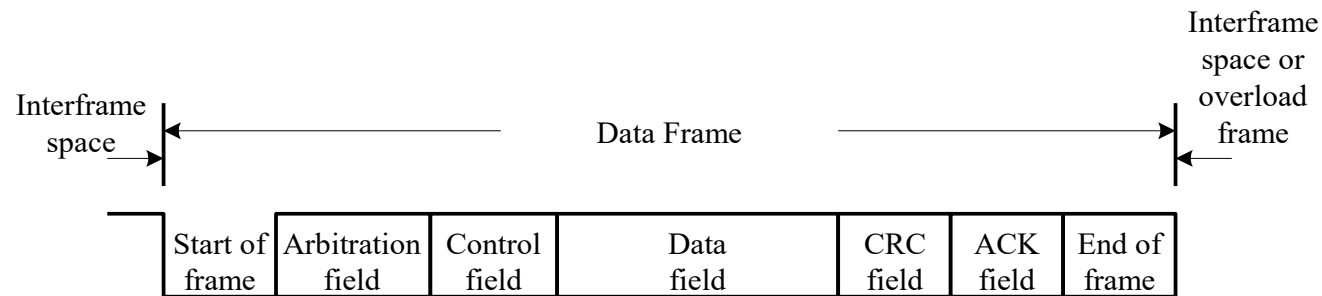 Interframe
space or
overload
frame
Interframe
space
Data Frame
Start of
frame
Arbitration
field
Control
field
Data
field
CRC
field
ACK
field
End of
frame